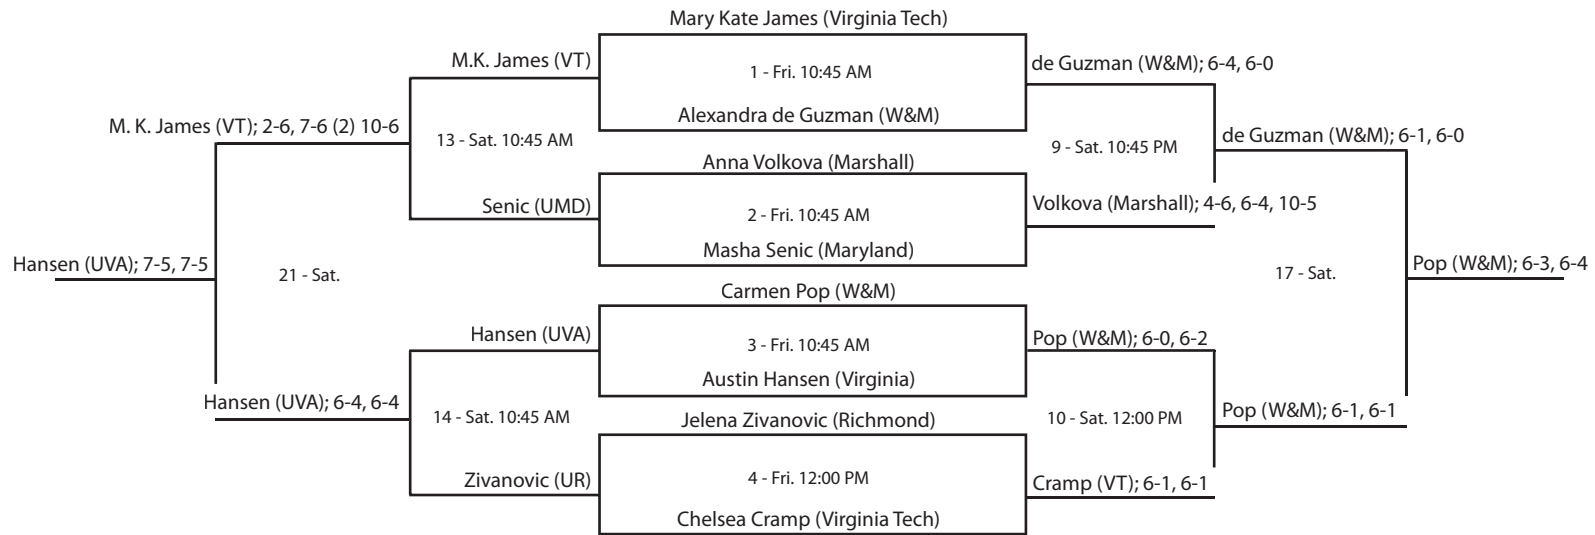 Mary Kate James (Virginia Tech)
M.K. James (VT)
1 - Fri. 10:45 AM
de Guzman (W&M); 6-4, 6-0
Alexandra de Guzman (W&M)
M. K. James (VT); 2-6, 7-6 (2) 10-6
13 - Sat. 10:45 AM
9 - Sat. 10:45 PM
de Guzman (W&M); 6-1, 6-0
Anna Volkova (Marshall)
Senic (UMD)
2 - Fri. 10:45 AM
Volkova (Marshall); 4-6, 6-4, 10-5
Masha Senic (Maryland)
Hansen (UVA); 7-5, 7-5
21 - Sat.
17 - Sat.
Pop (W&M); 6-3, 6-4
Carmen Pop (W&M)
Hansen (UVA)
3 - Fri. 10:45 AM
Pop (W&M); 6-0, 6-2
Austin Hansen (Virginia)
Hansen (UVA); 6-4, 6-4
14 - Sat. 10:45 AM
Jelena Zivanovic (Richmond)
10 - Sat. 12:00 PM
Pop (W&M); 6-1, 6-1
Zivanovic (UR)
4 - Fri. 12:00 PM
Cramp (VT); 6-1, 6-1
Chelsea Cramp (Virginia Tech)